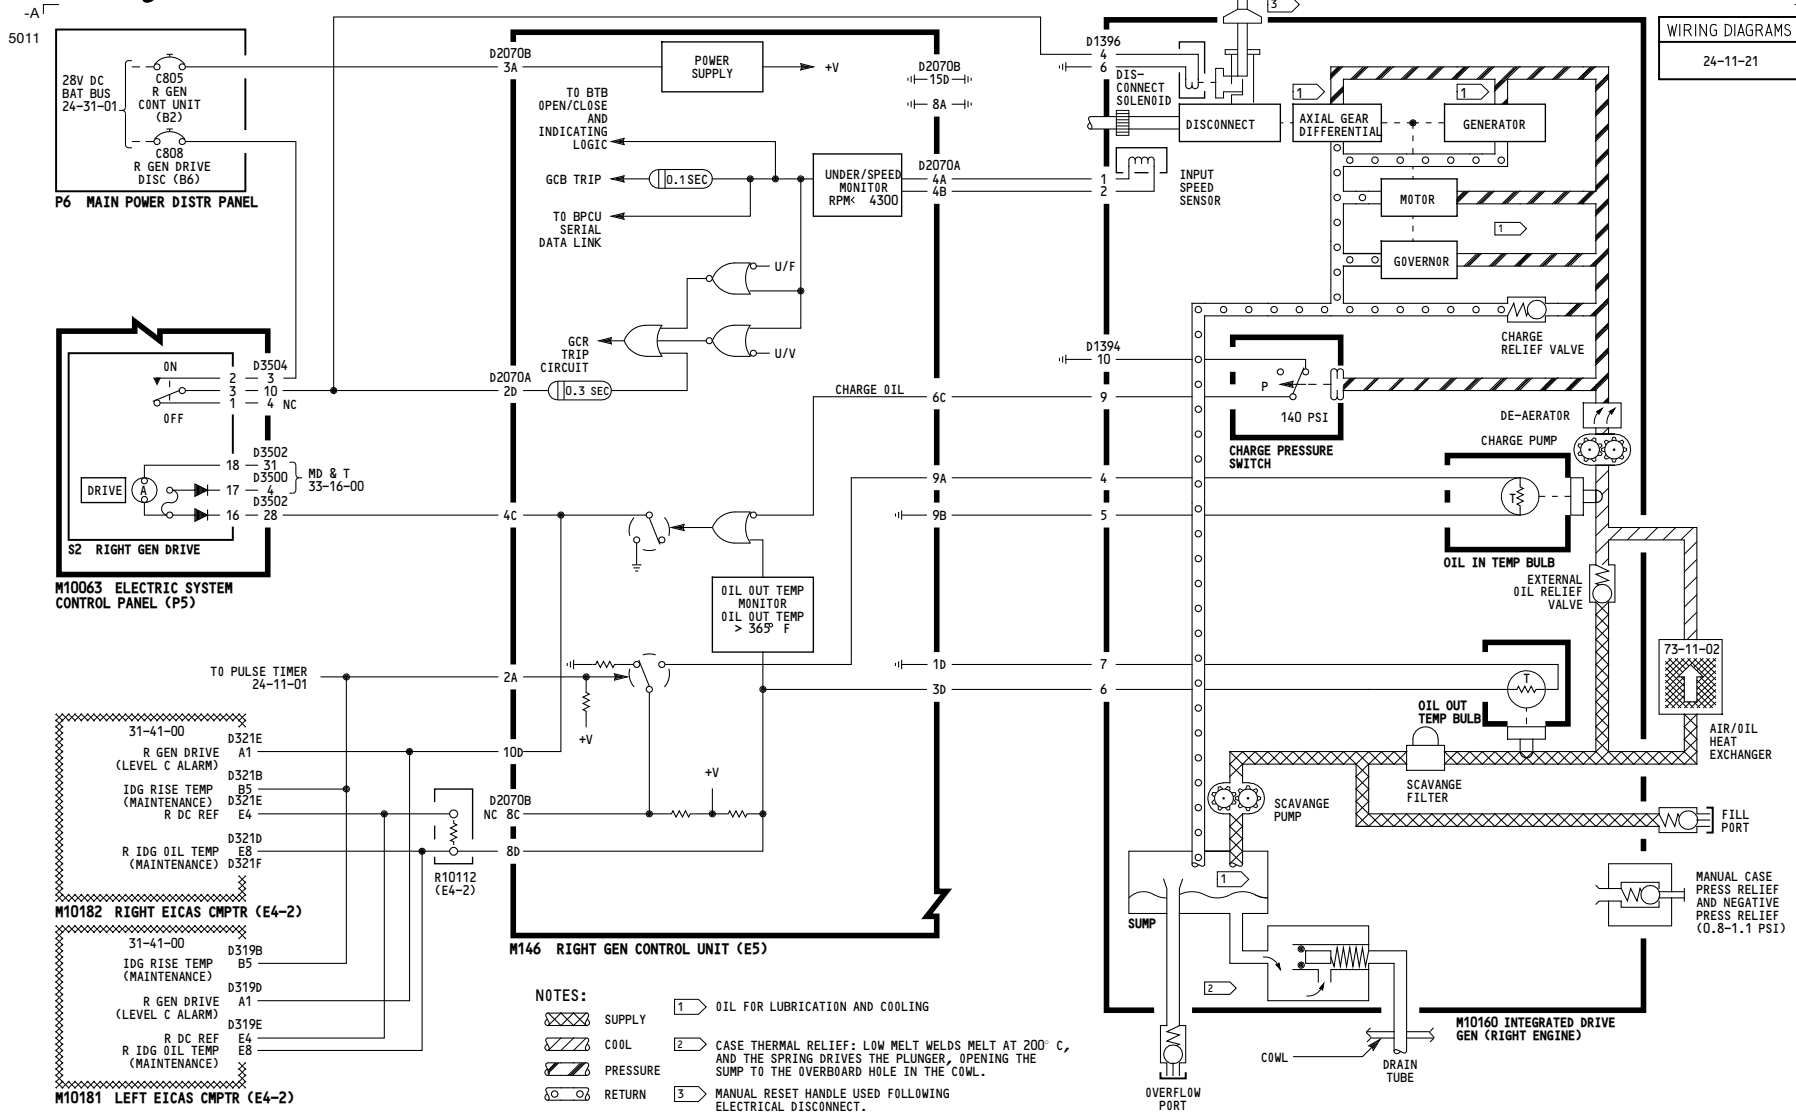 -A
5011
WIRING DIAGRAMS
24-11-21
28V DC
BAT BUS
24-31-01
C805
R GEN
CONT UNIT
(B2)
C808
R GEN DRIVE
DISC (B6)
P6 MAIN POWER DISTR PANEL
D2070B
3A
POWER
SUPPLY
+V
D2070B
15D
8A
TO BTB
OPEN/CLOSE
AND
INDICATING
LOGIC
GCB TRIP
0.1SEC
TO BPCU
SERIAL
DATA LINK
UNDER/SPEED
MONITOR
RPM< 4300
D2070A
4A
4B
U/F
U/V
GCR
TRIP
CIRCUIT
D2070A
2D
0.3 SEC
CHARGE OIL
6C
9A
9B
1D
3D
4C
OIL OUT TEMP
MONITOR
OIL OUT TEMP
> 365° F
2A
+V
10D
+V
D2070B
NC 8C
8D
M146 RIGHT GEN CONTROL UNIT (E5)
ON
OFF
D3504
2 3
3 10
1 4 NC
D3502
18 31
D3500
17 4
D3502
16 28
MD & T
33-16-00
DRIVE
A
S2 RIGHT GEN DRIVE
M10063 ELECTRIC SYSTEM
CONTROL PANEL (P5)
TO PULSE TIMER
24-11-01
31-41-00
D321E
R GEN DRIVE A1
(LEVEL C ALARM)
D321B
IDG RISE TEMP B5
(MAINTENANCE)
D321E
R DC REF E4
D321D
R IDG OIL TEMP E8
(MAINTENANCE)
D321F
M10182 RIGHT EICAS CMPTR (E4-2)
R10112
(E4-2)
31-41-00
D319B
IDG RISE TEMP B5
(MAINTENANCE)
D319D
R GEN DRIVE A1
(LEVEL C ALARM)
D319E
R DC REF E4
R IDG OIL TEMP E8
(MAINTENANCE)
M10181 LEFT EICAS CMPTR (E4-2)
3
D1396
4
6
DIS-
CONNECT
SOLENOID
DISCONNECT
1
AXIAL GEAR
DIFFERENTIAL
1
GENERATOR
1
2
INPUT
SPEED
SENSOR
MOTOR
1
GOVERNOR
CHARGE
RELIEF VALVE
D1394
10
9
P
140 PSI
CHARGE PRESSURE
SWITCH
DE-AERATOR
CHARGE PUMP
4
5
T
OIL IN TEMP BULB
EXTERNAL
OIL RELIEF
VALVE
7
6
T
OIL OUT
TEMP BULB
73-11-02
AIR/OIL
HEAT
EXCHANGER
SCAVANGE
FILTER
SCAVANGE
PUMP
FILL
PORT
1
SUMP
MANUAL CASE
PRESS RELIEF
AND NEGATIVE
PRESS RELIEF
(0.8-1.1 PSI)
2
M10160 INTEGRATED DRIVE
GEN (RIGHT ENGINE)
COWL
DRAIN
TUBE
OVERFLOW
PORT
NOTES:
SUPPLY
COOL
PRESSURE
RETURN
1 OIL FOR LUBRICATION AND COOLING
2 CASE THERMAL RELIEF: LOW MELT WELDS MELT AT 200° C,
AND THE SPRING DRIVES THE PLUNGER, OPENING THE
SUMP TO THE OVERBOARD HOLE IN THE COWL.
3 MANUAL RESET HANDLE USED FOLLOWING
ELECTRICAL DISCONNECT.